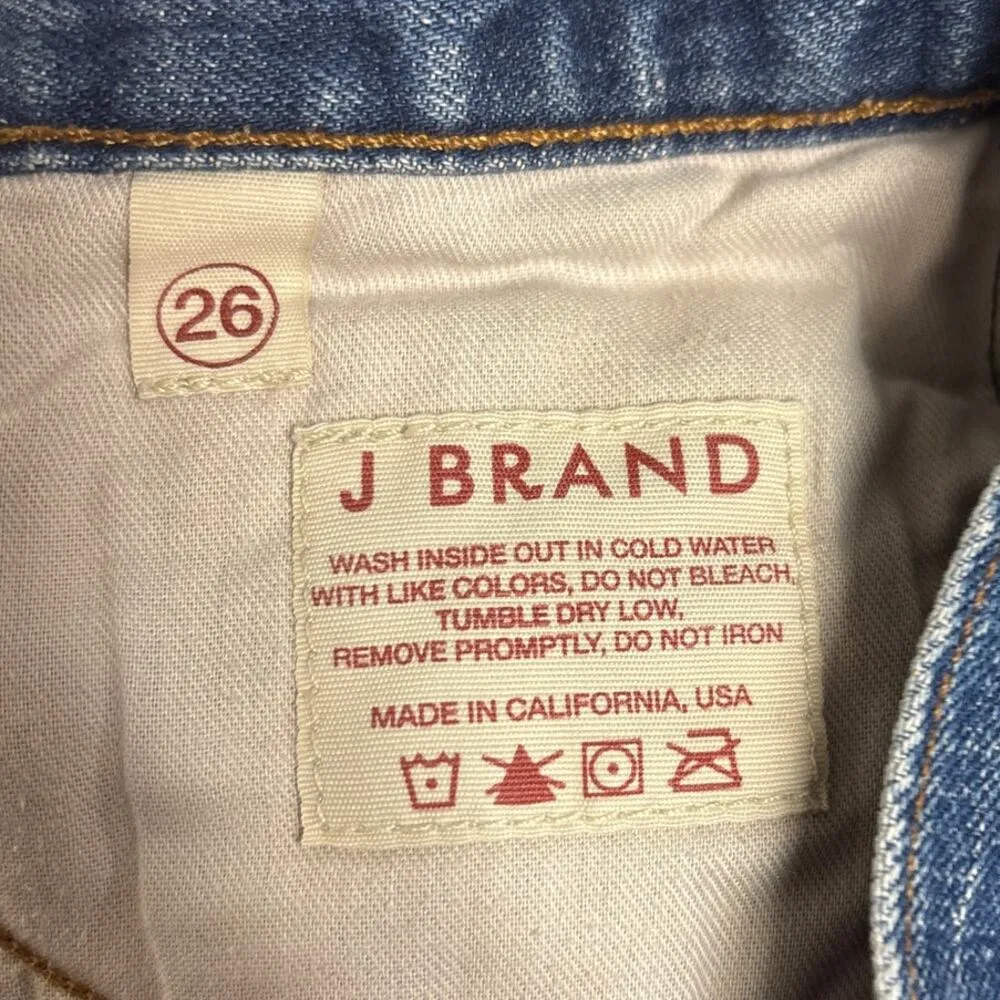 26
J BRAND
WASH INSIDE OUT IN COLD WATER
WITH LIKE COLORS, DO NOT BLEACH,
TUMBLE DRY LOW,
REMOVE PROMPTLY, DO NOT IRON
MADE IN CALIFORNIA, USA